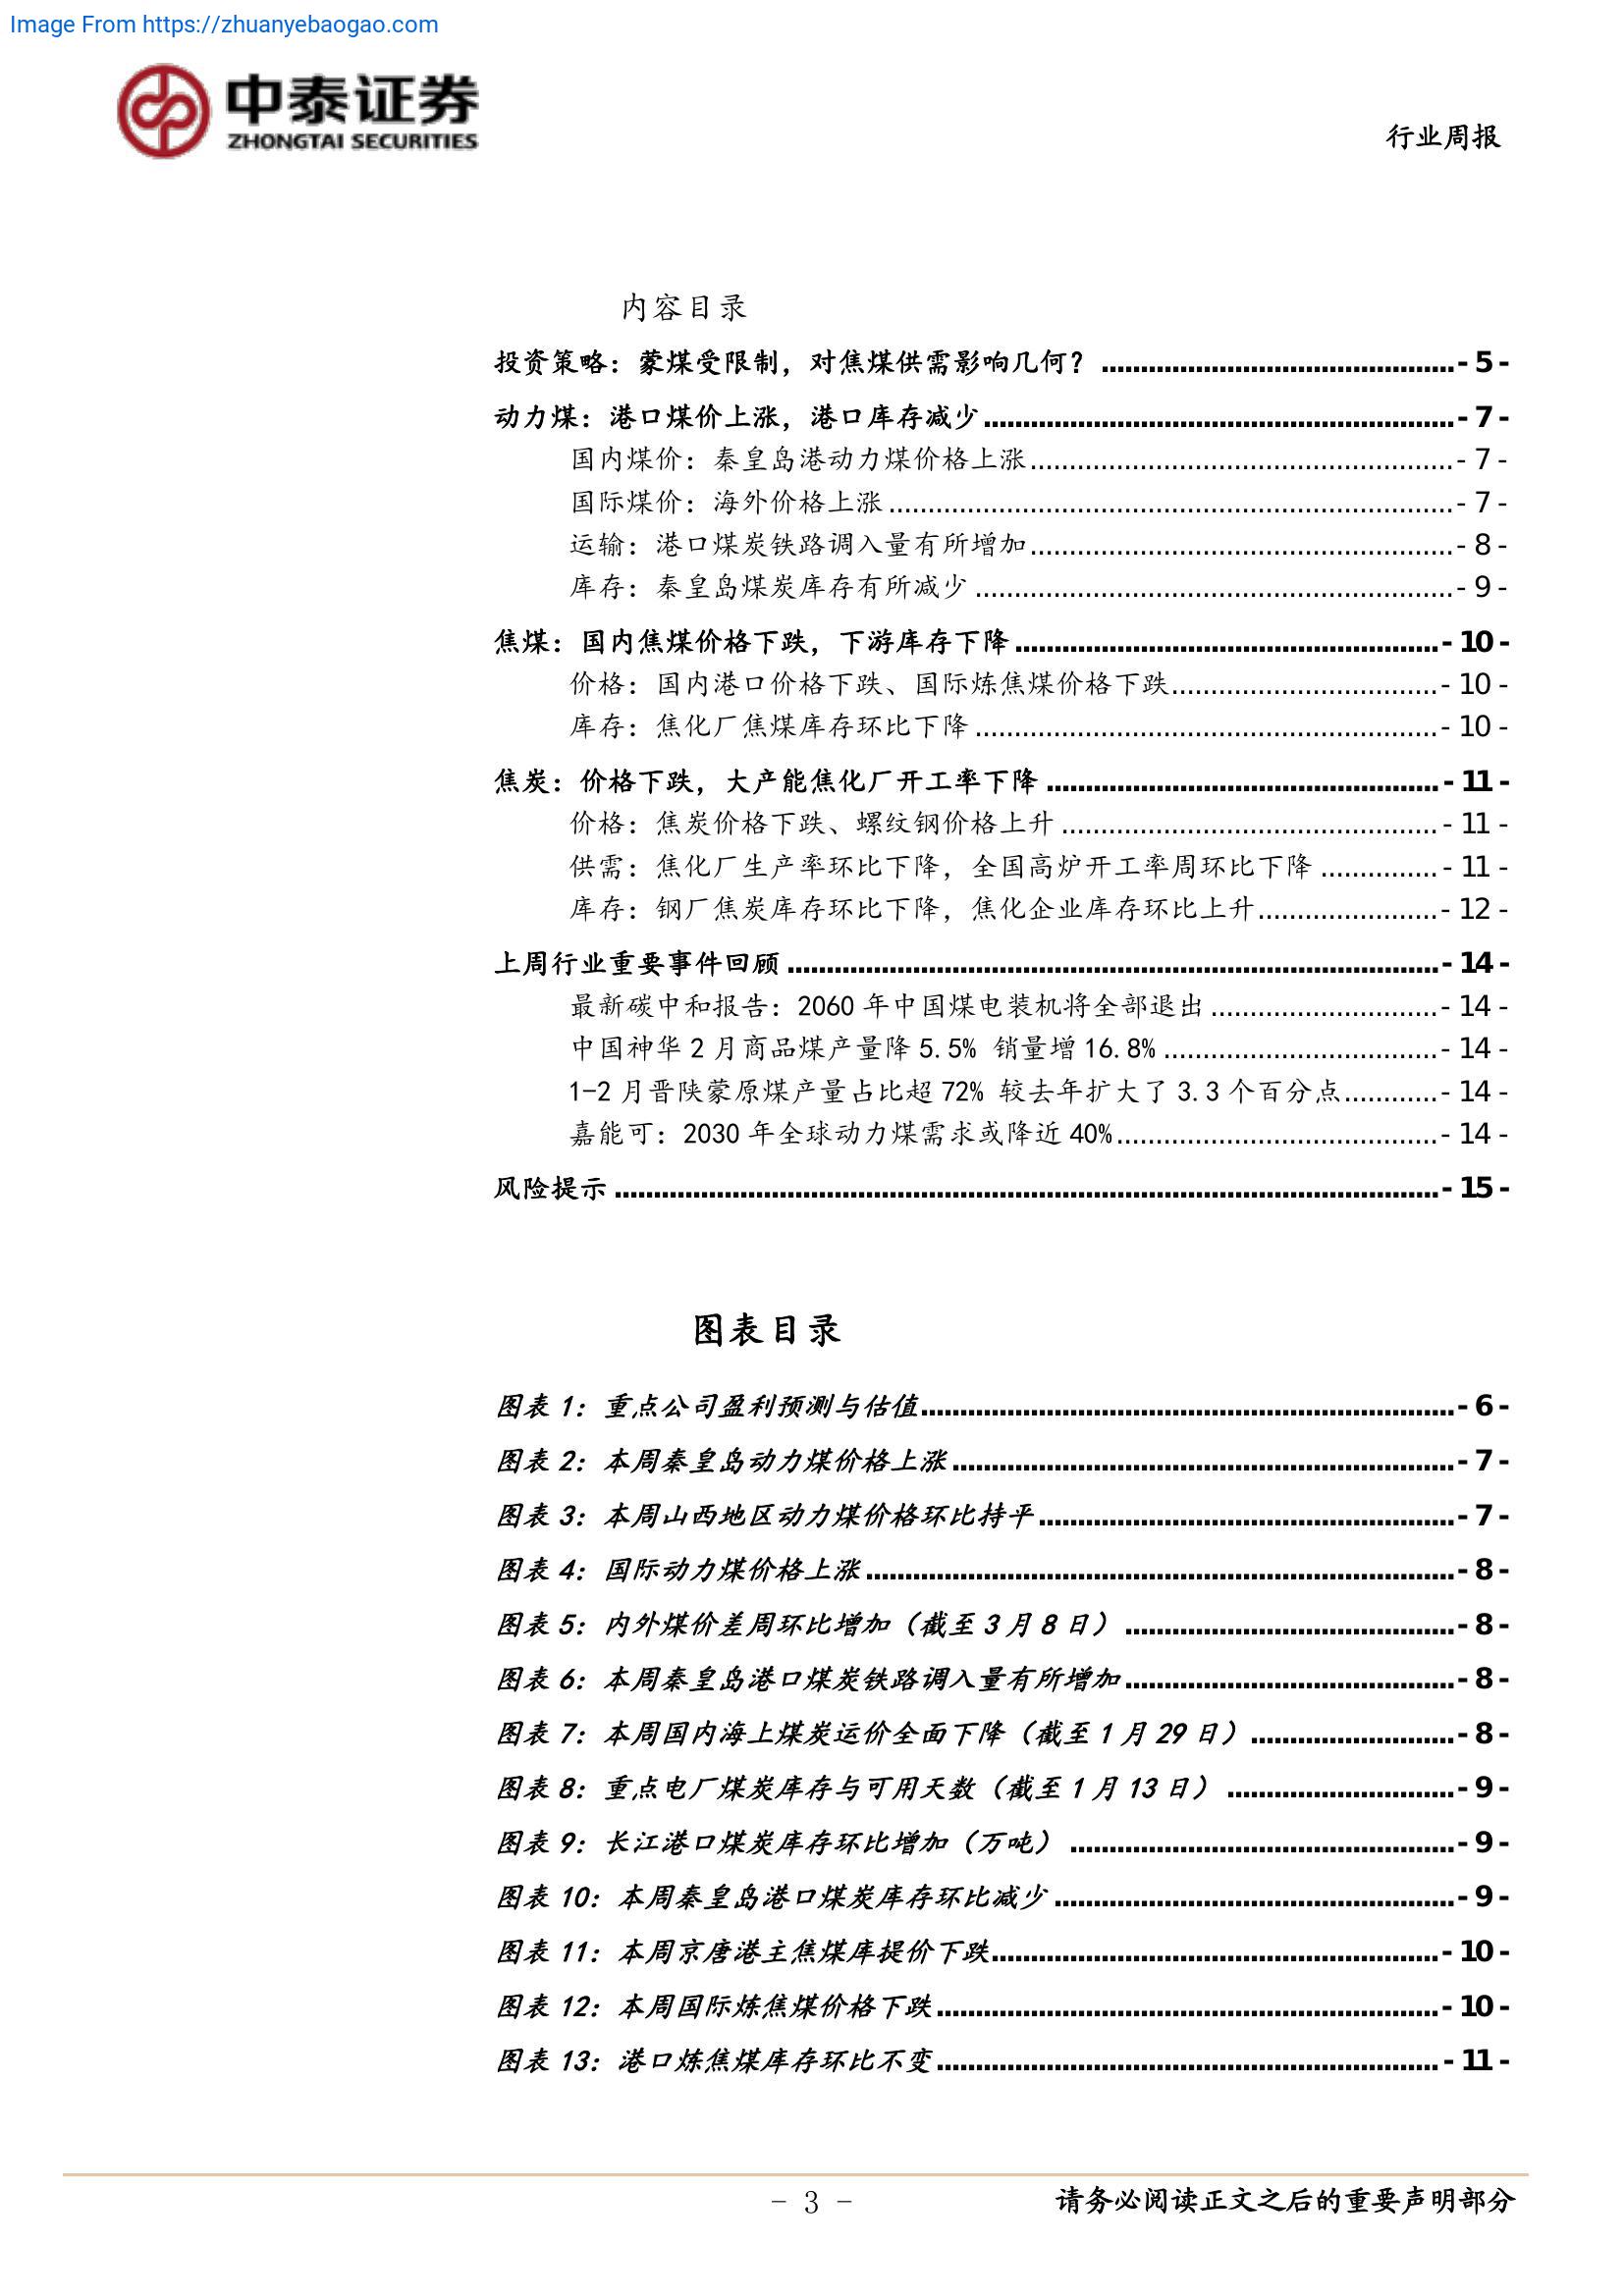 Image From https://zhuanyebaogao.com
中泰证券
ZHONGTAI SECURITIES
行业周报
内容目录
投资策略：蒙煤受限制，对焦煤供需影响几何？ - 5 -
动力煤：港口煤价上涨，港口库存减少 - 7 -
国内煤价：秦皇岛港动力煤价格上涨 - 7 -
国际煤价：海外价格上涨 - 7 -
运输：港口煤炭铁路调入量有所增加 - 8 -
库存：秦皇岛煤炭库存有所减少 - 9 -
焦煤：国内焦煤价格下跌，下游库存下降 - 10 -
价格：国内港口价格下跌、国际炼焦煤价格下跌 - 10 -
库存：焦化厂焦煤库存环比下降 - 10 -
焦炭：价格下跌，大产能焦化厂开工率下降 - 11 -
价格：焦炭价格下跌、螺纹钢价格上升 - 11 -
供需：焦化厂生产率环比下降，全国高炉开工率周环比下降 - 11 -
库存：钢厂焦炭库存环比下降，焦化企业库存环比上升 - 12 -
上周行业重要事件回顾 - 14 -
最新碳中和报告：2060 年中国煤电装机将全部退出 - 14 -
中国神华 2 月商品煤产量降 5.5% 销量增 16.8% - 14 -
1-2 月晋陕蒙原煤产量占比超 72% 较去年扩大了 3.3 个百分点 - 14 -
嘉能可：2030 年全球动力煤需求或降近 40% - 14 -
风险提示 - 15 -
图表目录
图表 1：重点公司盈利预测与估值 - 6 -
图表 2：本周秦皇岛动力煤价格上涨 - 7 -
图表 3：本周山西地区动力煤价格环比持平 - 7 -
图表 4：国际动力煤价格上涨 - 8 -
图表 5：内外煤价差周环比增加（截至 3 月 8 日） - 8 -
图表 6：本周秦皇岛港口煤炭铁路调入量有所增加 - 8 -
图表 7：本周国内海上煤炭运价全面下降（截至 1 月 29 日） - 8 -
图表 8：重点电厂煤炭库存与可用天数（截至 1 月 13 日） - 9 -
图表 9：长江港口煤炭库存环比增加（万吨） - 9 -
图表 10：本周秦皇岛港口煤炭库存环比减少 - 9 -
图表 11：本周京唐港主焦煤库提价下跌 - 10 -
图表 12：本周国际炼焦煤价格下跌 - 10 -
图表 13：港口炼焦煤库存环比不变 - 11 -
- 3 -
请务必阅读正文之后的重要声明部分